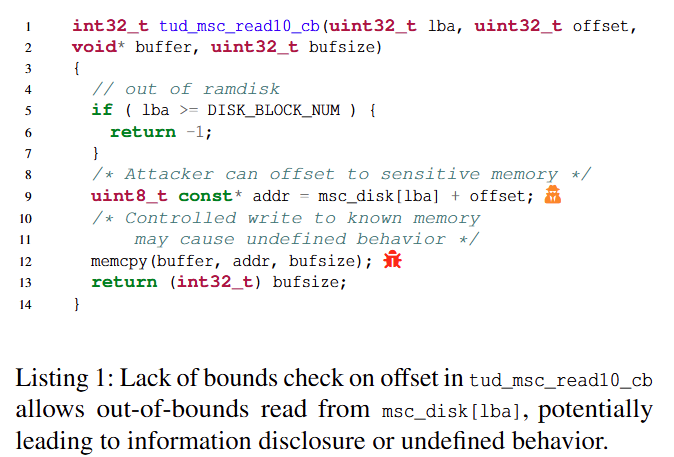 1 int32_t tud_msc_read10_cb(uint32_t lba, uint32_t offset,
2 void* buffer, uint32_t bufsize)
3 {
4 // out of ramdisk
5 if ( lba >= DISK_BLOCK_NUM ) {
6 return -1;
7 }
8 /* Attacker can offset to sensitive memory */
9 uint8_t const* addr = msc_disk[lba] + offset;
10 /* Controlled write to known memory
11 may cause undefined behavior */
12 memcpy(buffer, addr, bufsize);
13 return (int32_t) bufsize;
14 }
Listing 1: Lack of bounds check on offset in tud_msc_read10_cb
allows out-of-bounds read from msc_disk[lba], potentially
leading to information disclosure or undefined behavior.